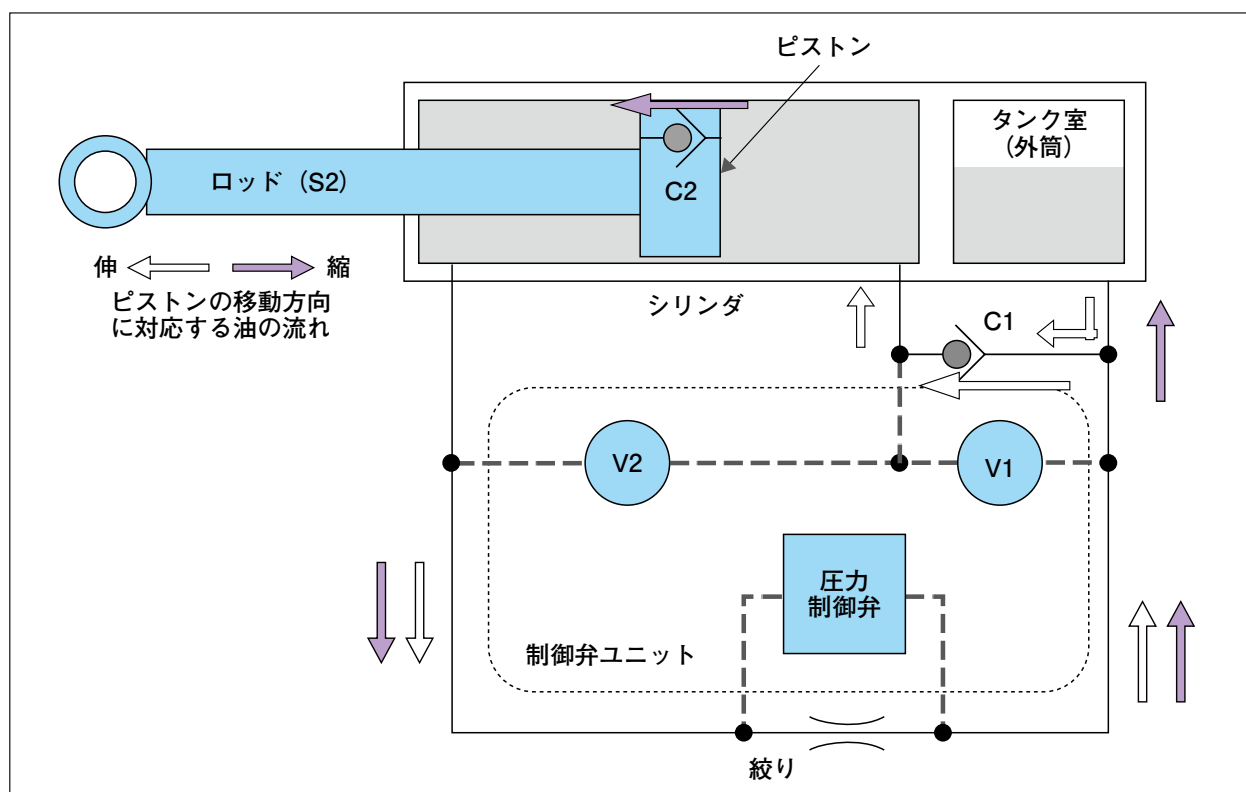 ピストン
タンク室
(外筒)
ロッド (S2)
C2
伸
縮
ピストンの移動方向
に対応する油の流れ
シリンダ
C1
V2
V1
圧力
制御弁
制御弁ユニット
絞り